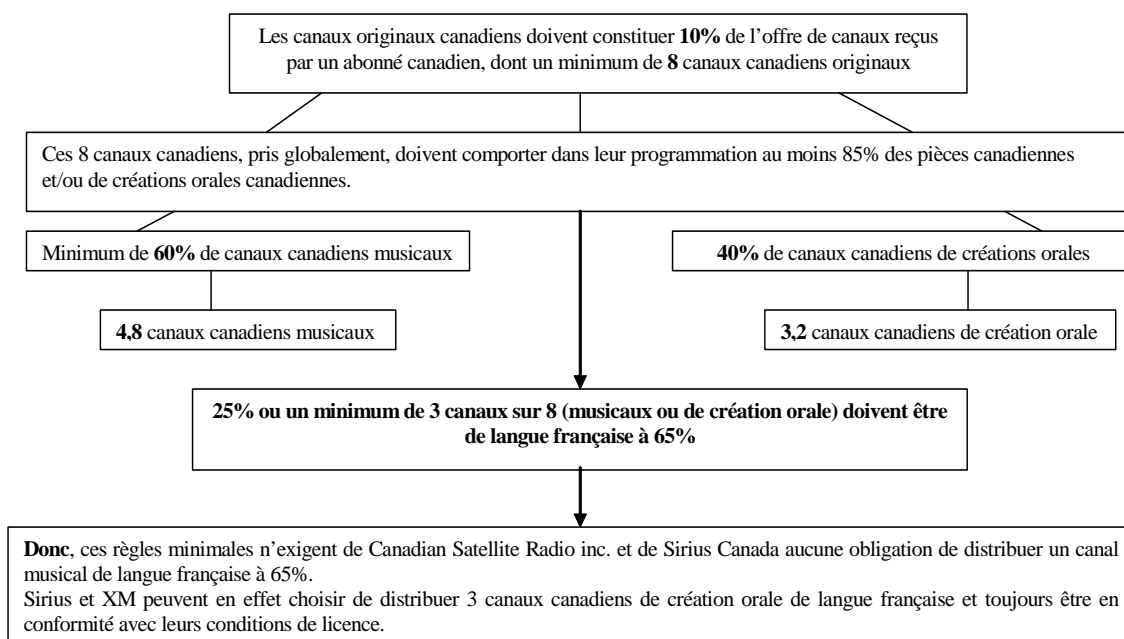 Les canaux originaux canadiens doivent constituer 10% de l’offre de canaux reçus
par un abonné canadien, dont un minimum de 8 canaux canadiens originaux
Ces 8 canaux canadiens, pris globalement, doivent comporter dans leur programmation au moins 85% des pièces canadiennes
et/ou de créations orales canadiennes.
Minimum de 60% de canaux canadiens musicaux
40% de canaux canadiens de créations orales
4,8 canaux canadiens musicaux
3,2 canaux canadiens de création orale
25% ou un minimum de 3 canaux sur 8 (musicaux ou de création orale) doivent être
de langue française à 65%
Donc, ces règles minimales n’exigent de Canadian Satellite Radio inc. et de Sirius Canada aucune obligation de distribuer un canal
musical de langue française à 65%.
Sirius et XM peuvent en effet choisir de distribuer 3 canaux canadiens de création orale de langue française et toujours être en
conformité avec leurs conditions de licence.